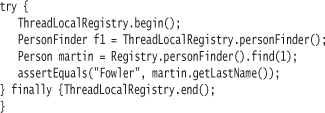 try {
   ThreadLocalRegistry.begin();
   PersonFinder f1 = ThreadLocalRegistry.personFinder();
   Person martin = Registry.personFinder().find(1);
   assertEquals("Fowler", martin.getLastName());
} finally {ThreadLocalRegistry.end();
}